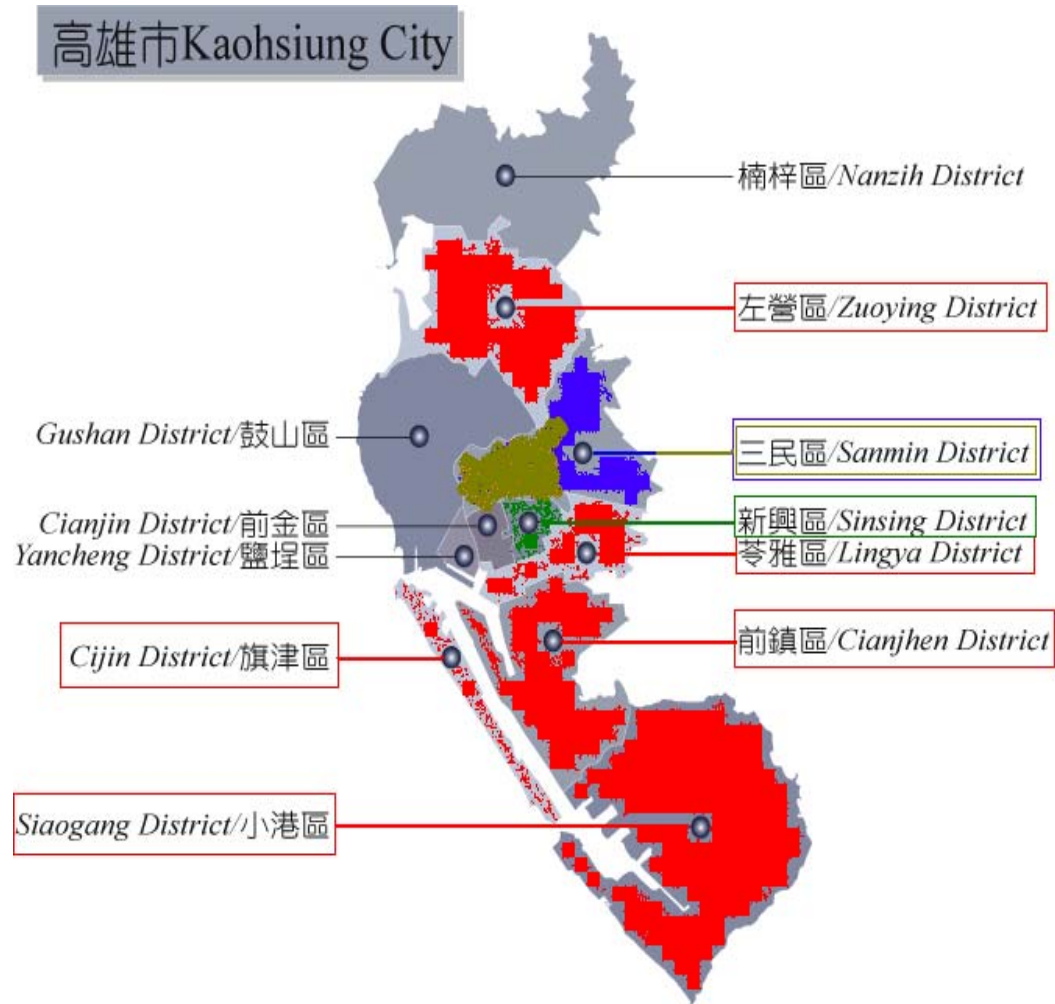 高雄市Kaohsiung City
楠梓區/Nanzih District
左營區/Zuoying District
Gushan District/鼓山區
三民區/Sanmin District
Cianjin District/前金區
新興區/Sinsing District
Yancheng District/鹽埕區
苓雅區/Lingya District
Cijin District/旗津區
前鎮區/Cianjhen District
Siaogang District/小港區